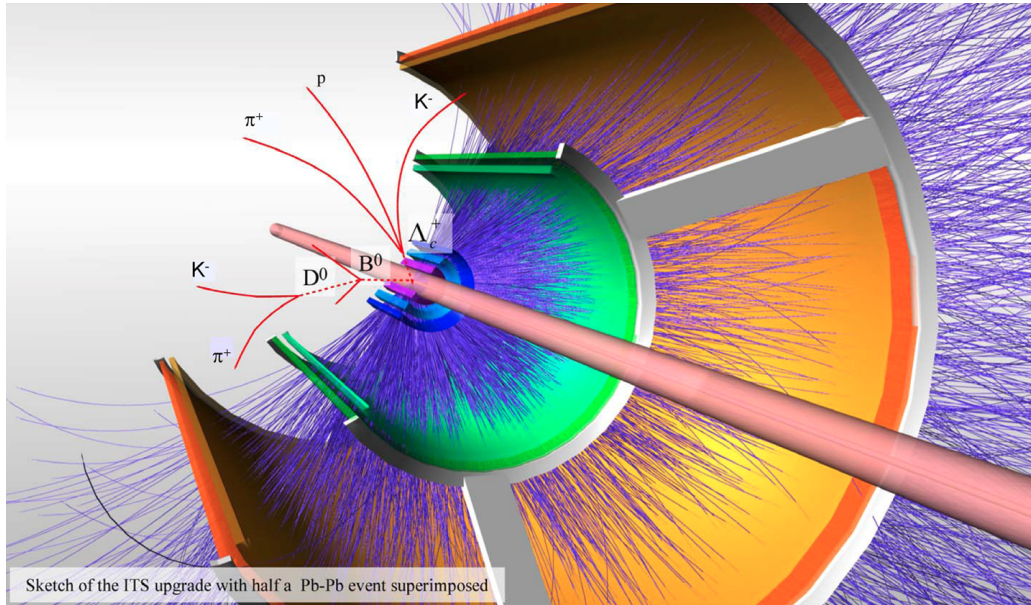 p
K-
π+
Λc+
B0
D0
K-
π+
Sketch of the ITS upgrade with half a Pb-Pb event superimposed